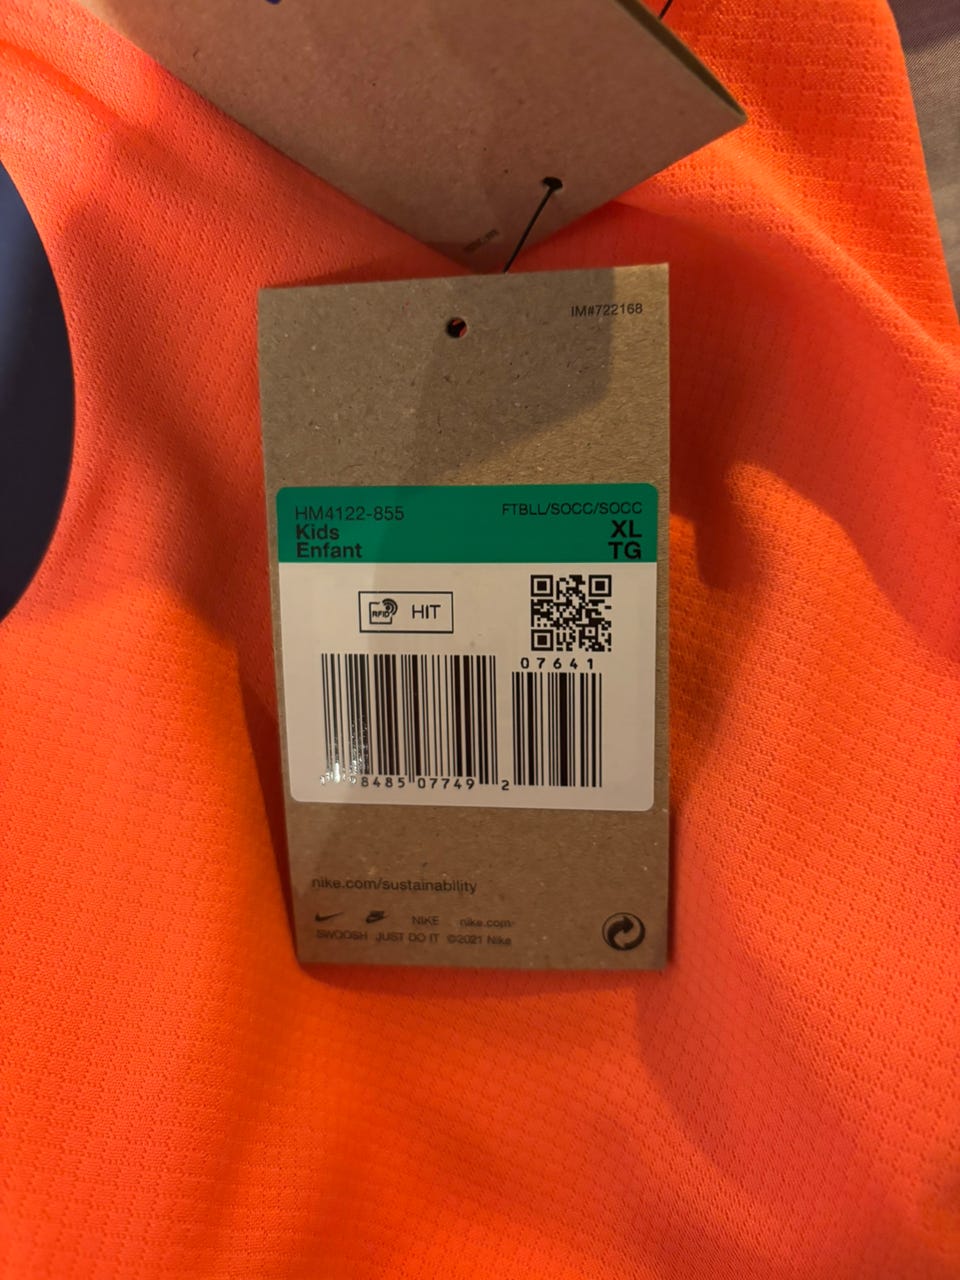 IM#722168
HM4122-855
FTBLL/SOCC/SOCC
Kids
XL
Enfant
TG
RFID HIT
07641
8485 07749 2
nike.com/sustainability
NIKE nike.com
SWOOSH JUST DO IT ©2021 Nike